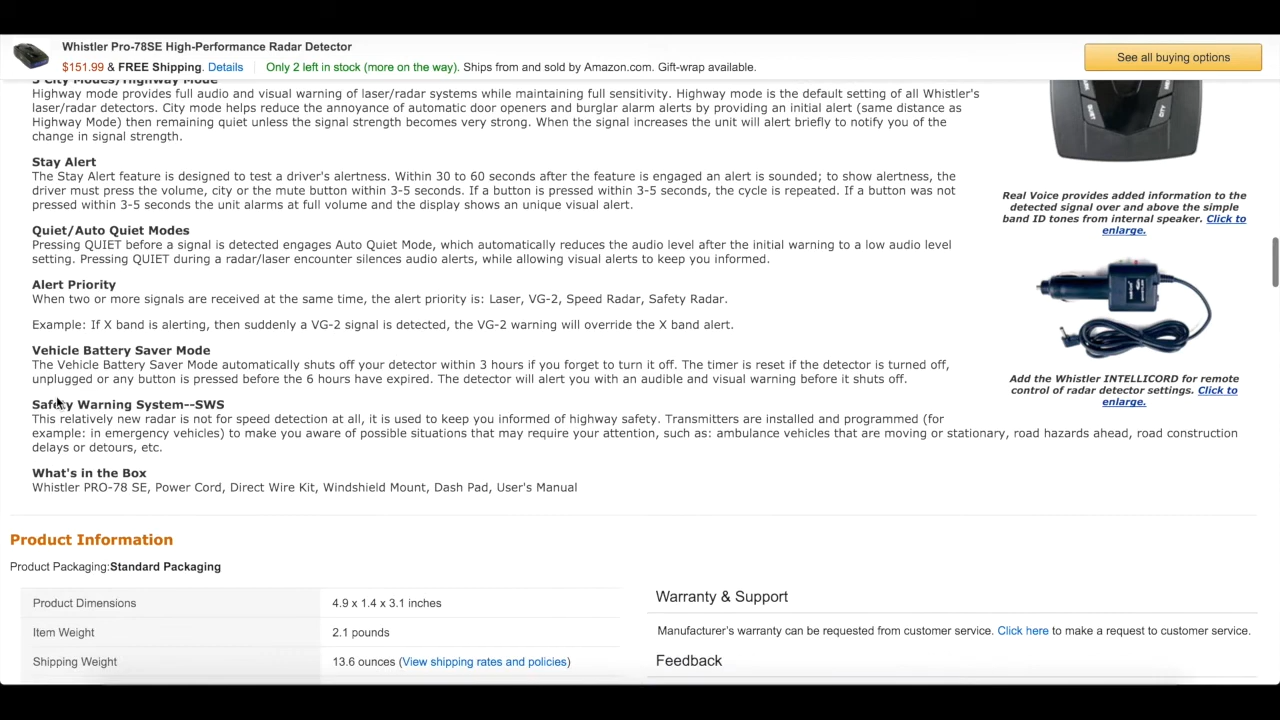 Whistler Pro-78SE High-Performance Radar Detector
$151.99 & FREE Shipping. Details
Only 2 left in stock (more on the way). Ships from and sold by Amazon.com. Gift-wrap available.
See all buying options
3 City Modes/Highway Mode
Highway mode provides full audio and visual warning of laser/radar systems while maintaining full sensitivity. Highway mode is the default setting of all Whistler's
laser/radar detectors. City mode helps reduce the annoyance of automatic door openers and burglar alarm alerts by providing an initial alert (same distance as
Highway Mode) then remaining quiet unless the signal strength becomes very strong. When the signal increases the unit will alert briefly to notify you of the
change in signal strength.
Stay Alert
The Stay Alert feature is designed to test a driver's alertness. Within 30 to 60 seconds after the feature is engaged an alert is sounded; to show alertness, the
driver must press the volume, city or the mute button within 3-5 seconds. If a button is pressed within 3-5 seconds, the cycle is repeated. If a button was not
pressed within 3-5 seconds the unit alarms at full volume and the display shows an unique visual alert.
Quiet/Auto Quiet Modes
Pressing QUIET before a signal is detected engages Auto Quiet Mode, which automatically reduces the audio level after the initial warning to a low audio level
setting. Pressing QUIET during a radar/laser encounter silences audio alerts, while allowing visual alerts to keep you informed.
Alert Priority
When two or more signals are received at the same time, the alert priority is: Laser, VG-2, Speed Radar, Safety Radar.
Example: If X band is alerting, then suddenly a VG-2 signal is detected, the VG-2 warning will override the X band alert.
Vehicle Battery Saver Mode
The Vehicle Battery Saver Mode automatically shuts off your detector within 3 hours if you forget to turn it off. The timer is reset if the detector is turned off,
unplugged or any button is pressed before the 6 hours have expired. The detector will alert you with an audible and visual warning before it shuts off.
Safety Warning System--SWS
This relatively new radar is not for speed detection at all, it is used to keep you informed of highway safety. Transmitters are installed and programmed (for
example: in emergency vehicles) to make you aware of possible situations that may require your attention, such as: ambulance vehicles that are moving or stationary, road hazards ahead, road construction
delays or detours, etc.
What's in the Box
Whistler PRO-78 SE, Power Cord, Direct Wire Kit, Windshield Mount, Dash Pad, User's Manual
Real Voice provides added information to the
detected signal over and above the simple
band ID tones from internal speaker. Click to
enlarge.
Add the Whistler INTELLICORD for remote
control of radar detector settings. Click to
enlarge.
Product Information
Product Packaging:Standard Packaging
Product Dimensions 4.9 x 1.4 x 3.1 inches
Item Weight 2.1 pounds
Shipping Weight 13.6 ounces (View shipping rates and policies)
Warranty & Support
Manufacturer's warranty can be requested from customer service. Click here to make a request to customer service.
Feedback